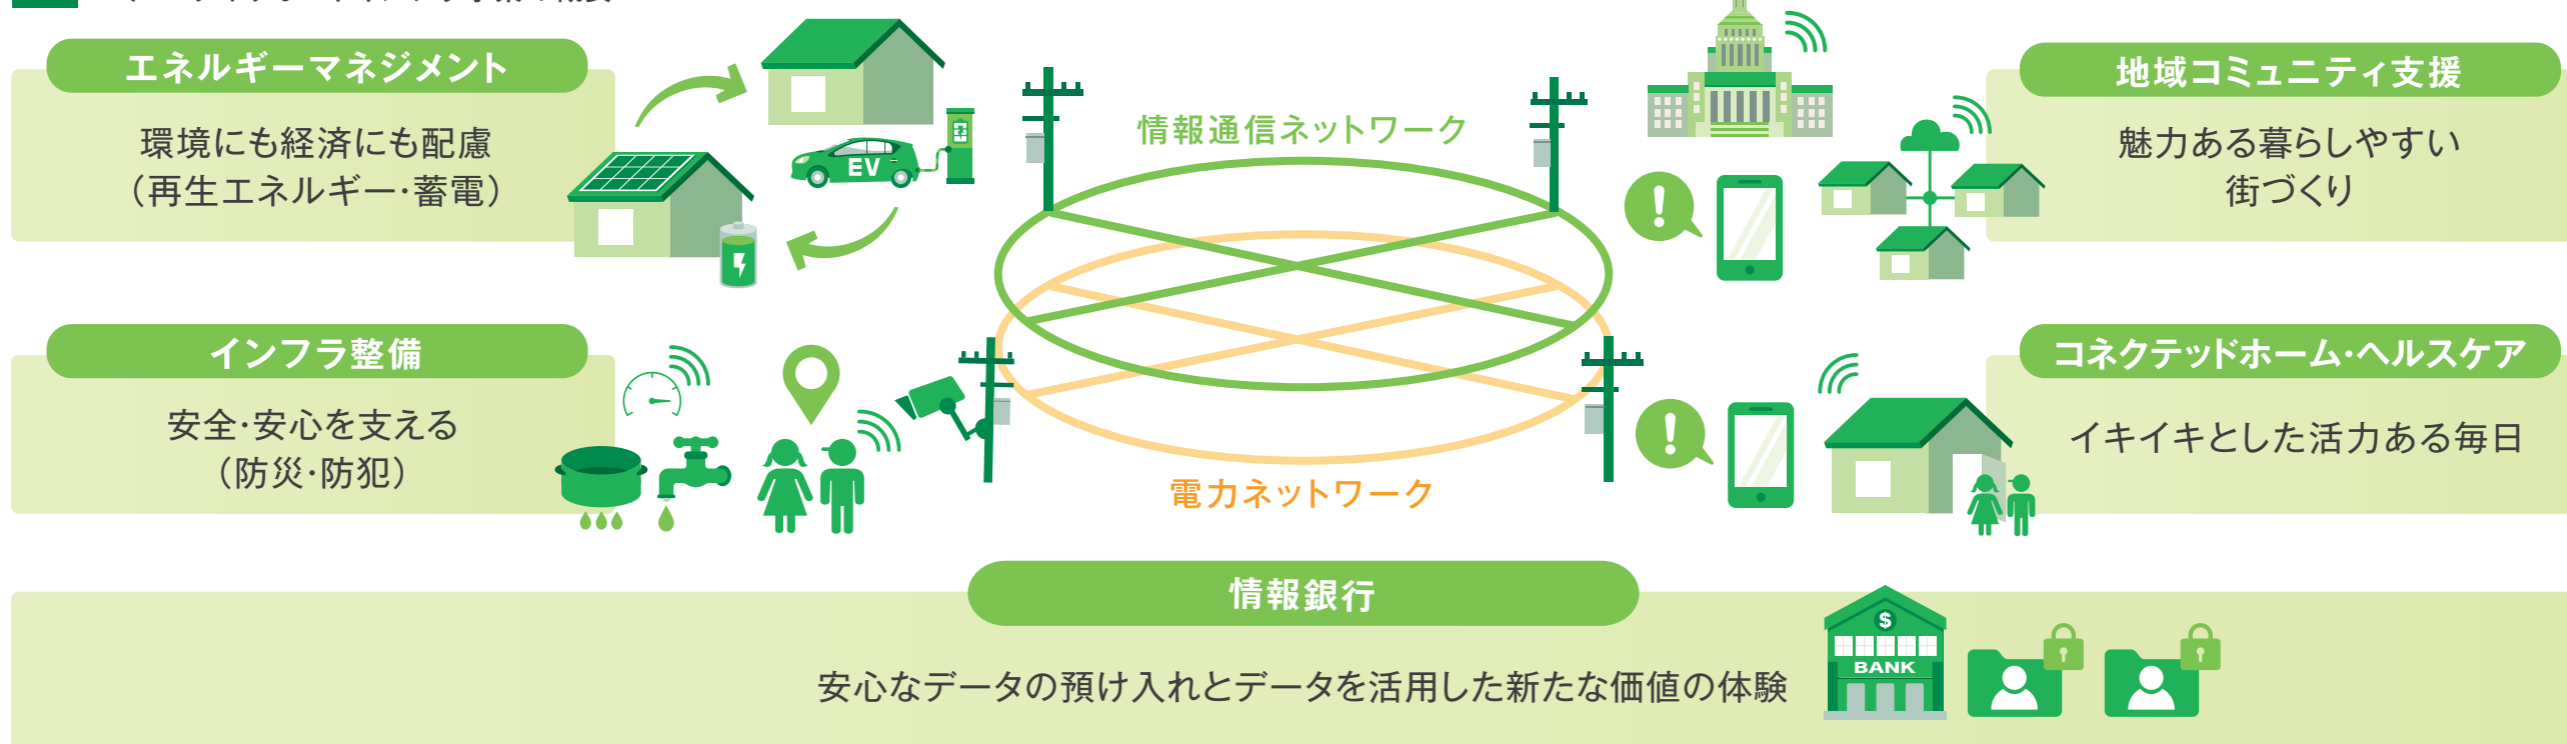 エネルギーマネジメント
環境にも経済にも配慮
（再生エネルギー・蓄電）
EV
情報通信ネットワーク
地域コミュニティ支援
魅力ある暮らしやすい
街づくり
インフラ整備
安全・安心を支える
（防災・防犯）
電力ネットワーク
コネクテッドホーム・ヘルスケア
イキイキとした活力ある毎日
情報銀行
安心なデータの預け入れとデータを活用した新たな価値の体験
$
BANK